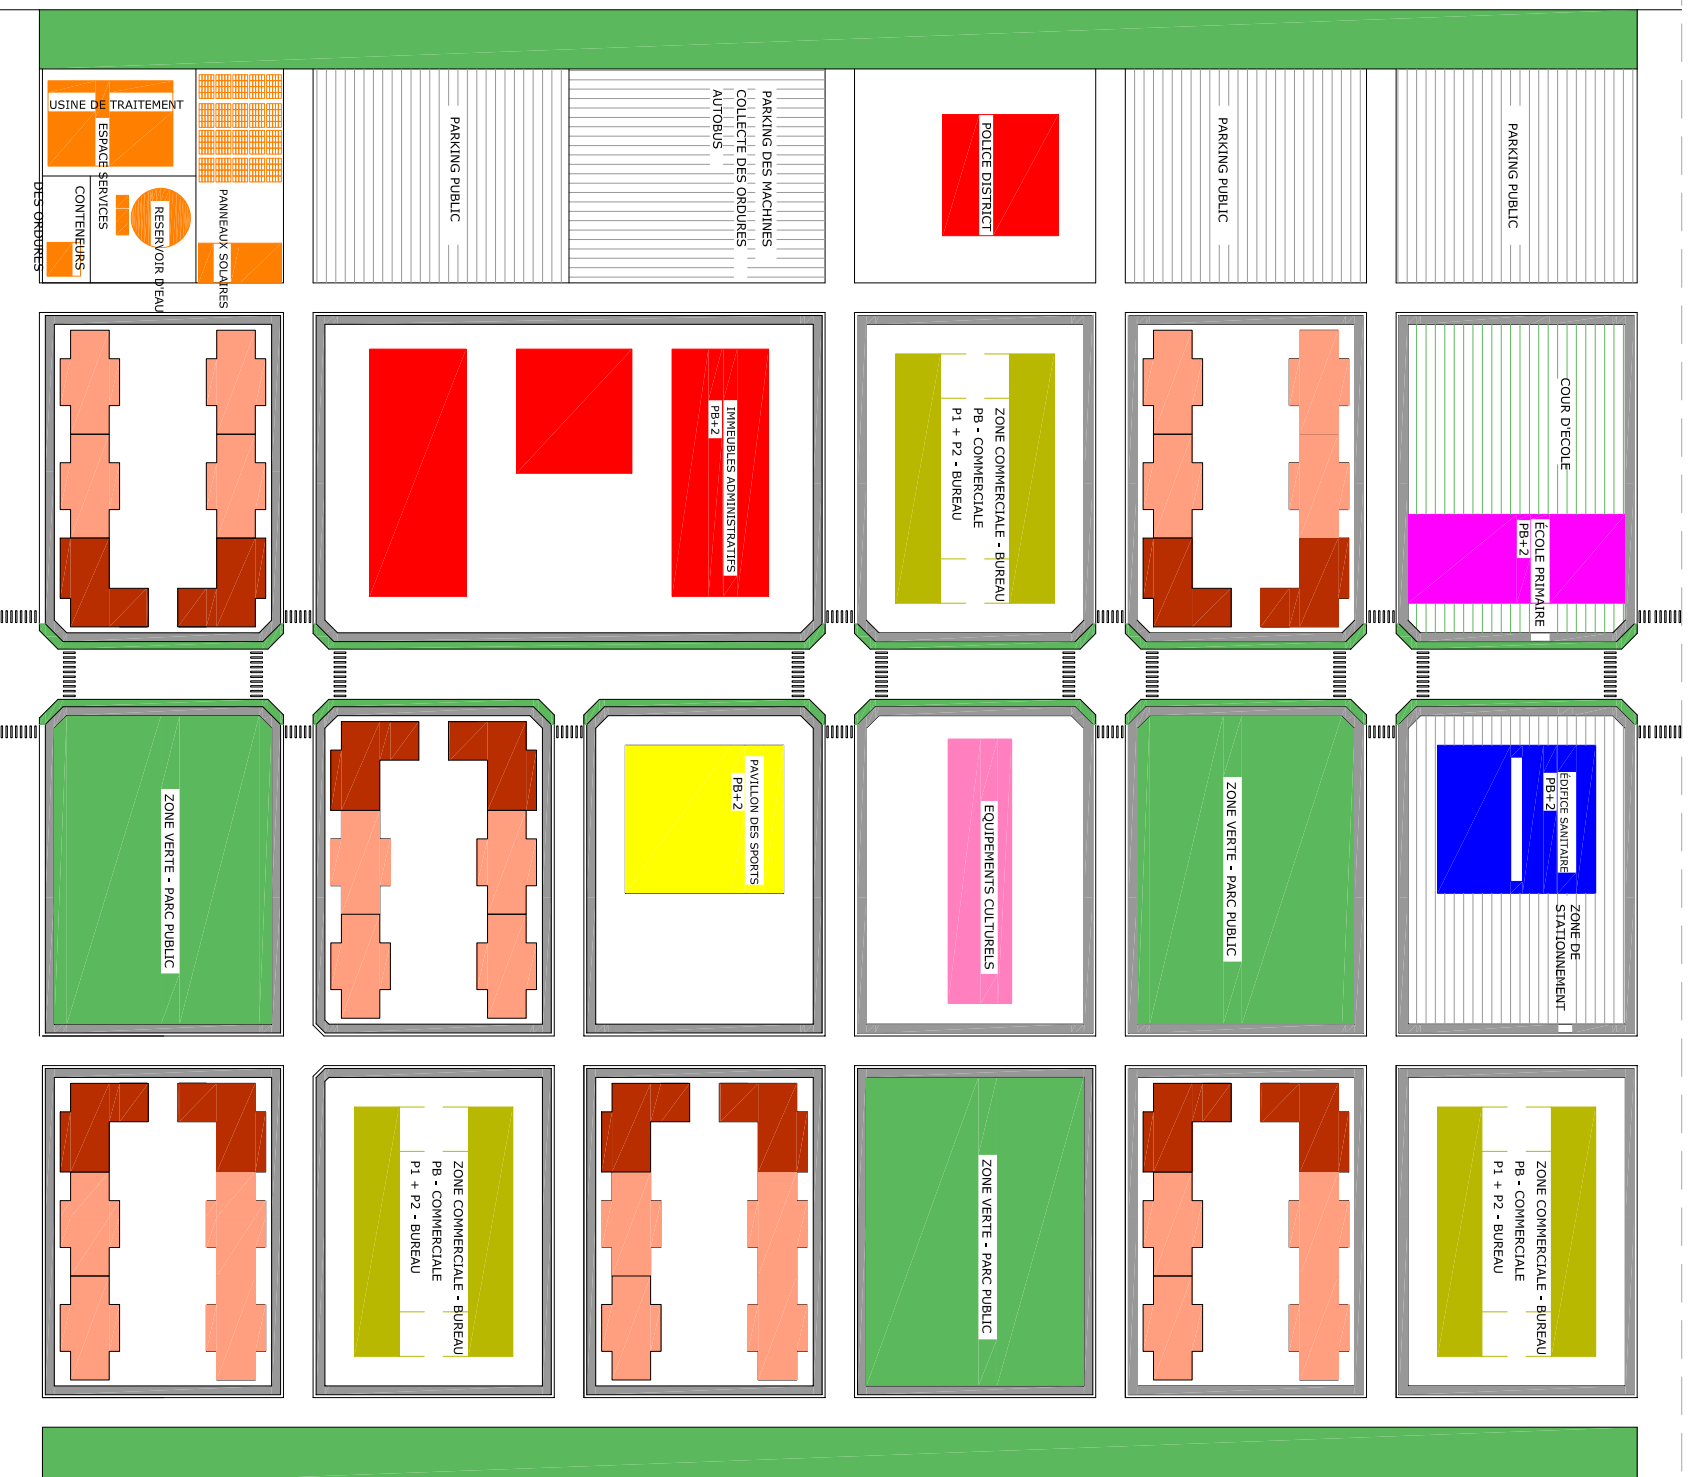 USINE DE TRAITEMENT
ESPACE SERVICES
CONTENEURS
DES ORDURES
RESERVOIR D'EAU
PANNEAUX SOLAIRES
PARKING PUBLIC
PARKING DES MACHINES
COLLECTE DES ORDURES
AUTOBUS
POLICE DISTRICT
PARKING PUBLIC
PARKING PUBLIC
IMMEUBLES ADMINISTRATIFS
PB+2
ZONE COMMERCIALE - BUREAU
PB - COMMERCIALE
P1 + P2 - BUREAU
COUR D'ECOLE
ÉCOLE PRIMAIRE
PB+2
ZONE VERTE - PARC PUBLIC
PAVILLON DES SPORTS
PB+2
EQUIPEMENTS CULTURELS
ZONE VERTE - PARC PUBLIC
ÉDIFICE SANITAIRE
PB+2
ZONE DE
STATIONNEMENT
ZONE COMMERCIALE - BUREAU
PB - COMMERCIALE
P1 + P2 - BUREAU
ZONE VERTE - PARC PUBLIC
ZONE COMMERCIALE - BUREAU
PB - COMMERCIALE
P1 + P2 - BUREAU